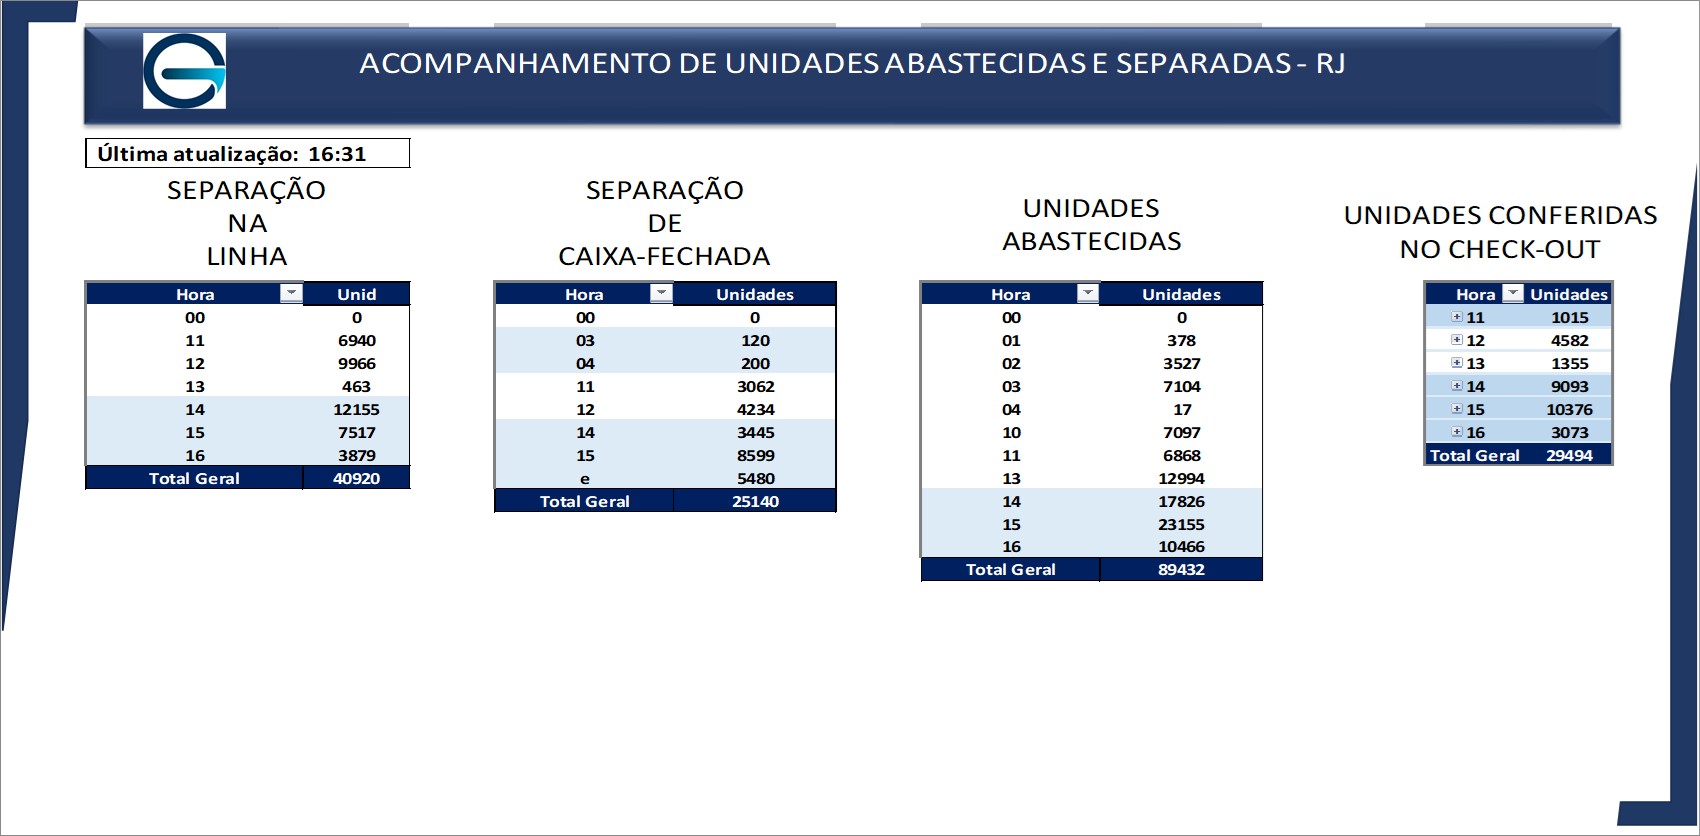 ACOMPANHAMENTO DE UNIDADES ABASTECIDAS E SEPARADAS - RJ
Última atualização: 16:31
SEPARAÇÃO
NA
LINHA
Hora Unid
00 0
11 6940
12 9966
13 463
14 12155
15 7517
16 3879
Total Geral 40920
SEPARAÇÃO
DE
CAIXA-FECHADA
Hora Unidades
00 0
03 120
04 200
11 3062
12 4234
14 3445
15 8599
e 5480
Total Geral 25140
UNIDADES
ABASTECIDAS
Hora Unidades
00 0
01 378
02 3527
03 7104
04 17
10 7097
11 6868
13 12994
14 17826
15 23155
16 10466
Total Geral 89432
UNIDADES CONFERIDAS
NO CHECK-OUT
Hora Unidades
11 1015
12 4582
13 1355
14 9093
15 10376
16 3073
Total Geral 29494